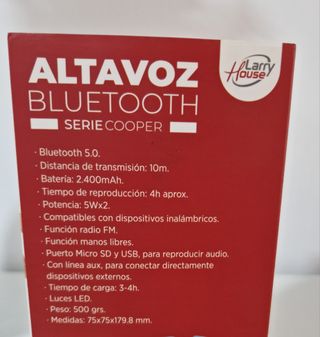 ALTAVOZ
BLUETOOTH
SERIE COOPER
Larry
House
· Bluetooth 5.0.
· Distancia de transmisión: 10m.
· Batería: 2.400mAh.
· Tiempo de reproducción: 4h aprox.
· Potencia: 5Wx2.
· Compatibles con dispositivos inalámbricos.
· Función radio FM.
· Función manos libres.
· Puerto Micro SD y USB, para reproducir audio.
· Con línea aux, para conectar directamente
dispositivos externos.
· Tiempo de carga: 3-4h.
· Luces LED.
· Peso: 500 grs.
· Medidas: 75x75x179.8 mm.